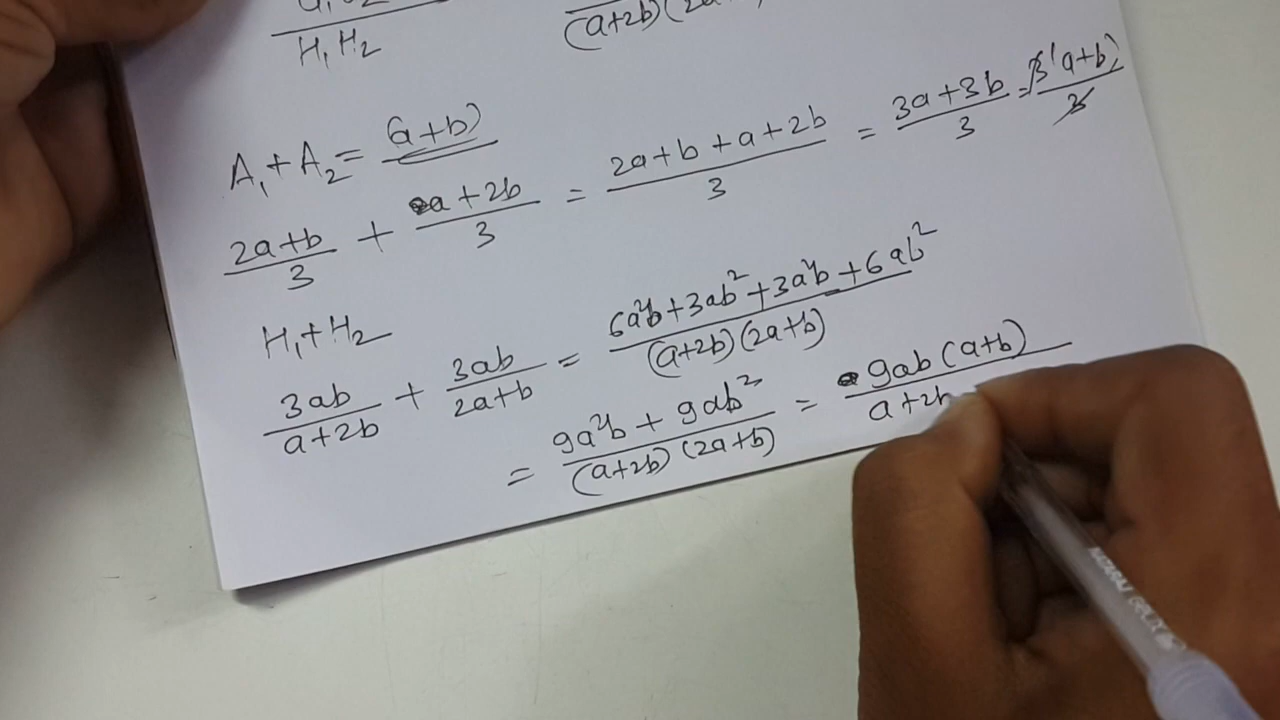 H₁H₂ (a+2b)(2a
A₁+A₂ = (a+b)
(2a+b)/3 + (a+2b)/3 = (2a+b+a+2b)/3 = (3a+3b)/3 = 3(a+b)/3
H₁+H₂
3ab/(a+2b) + 3ab/(2a+b) = (6a²b+3ab²+3a²b+6ab²)/((a+2b)(2a+b))
= (9a²b+9ab²)/((a+2b)(2a+b)) = 9ab(a+b)/(a+2b